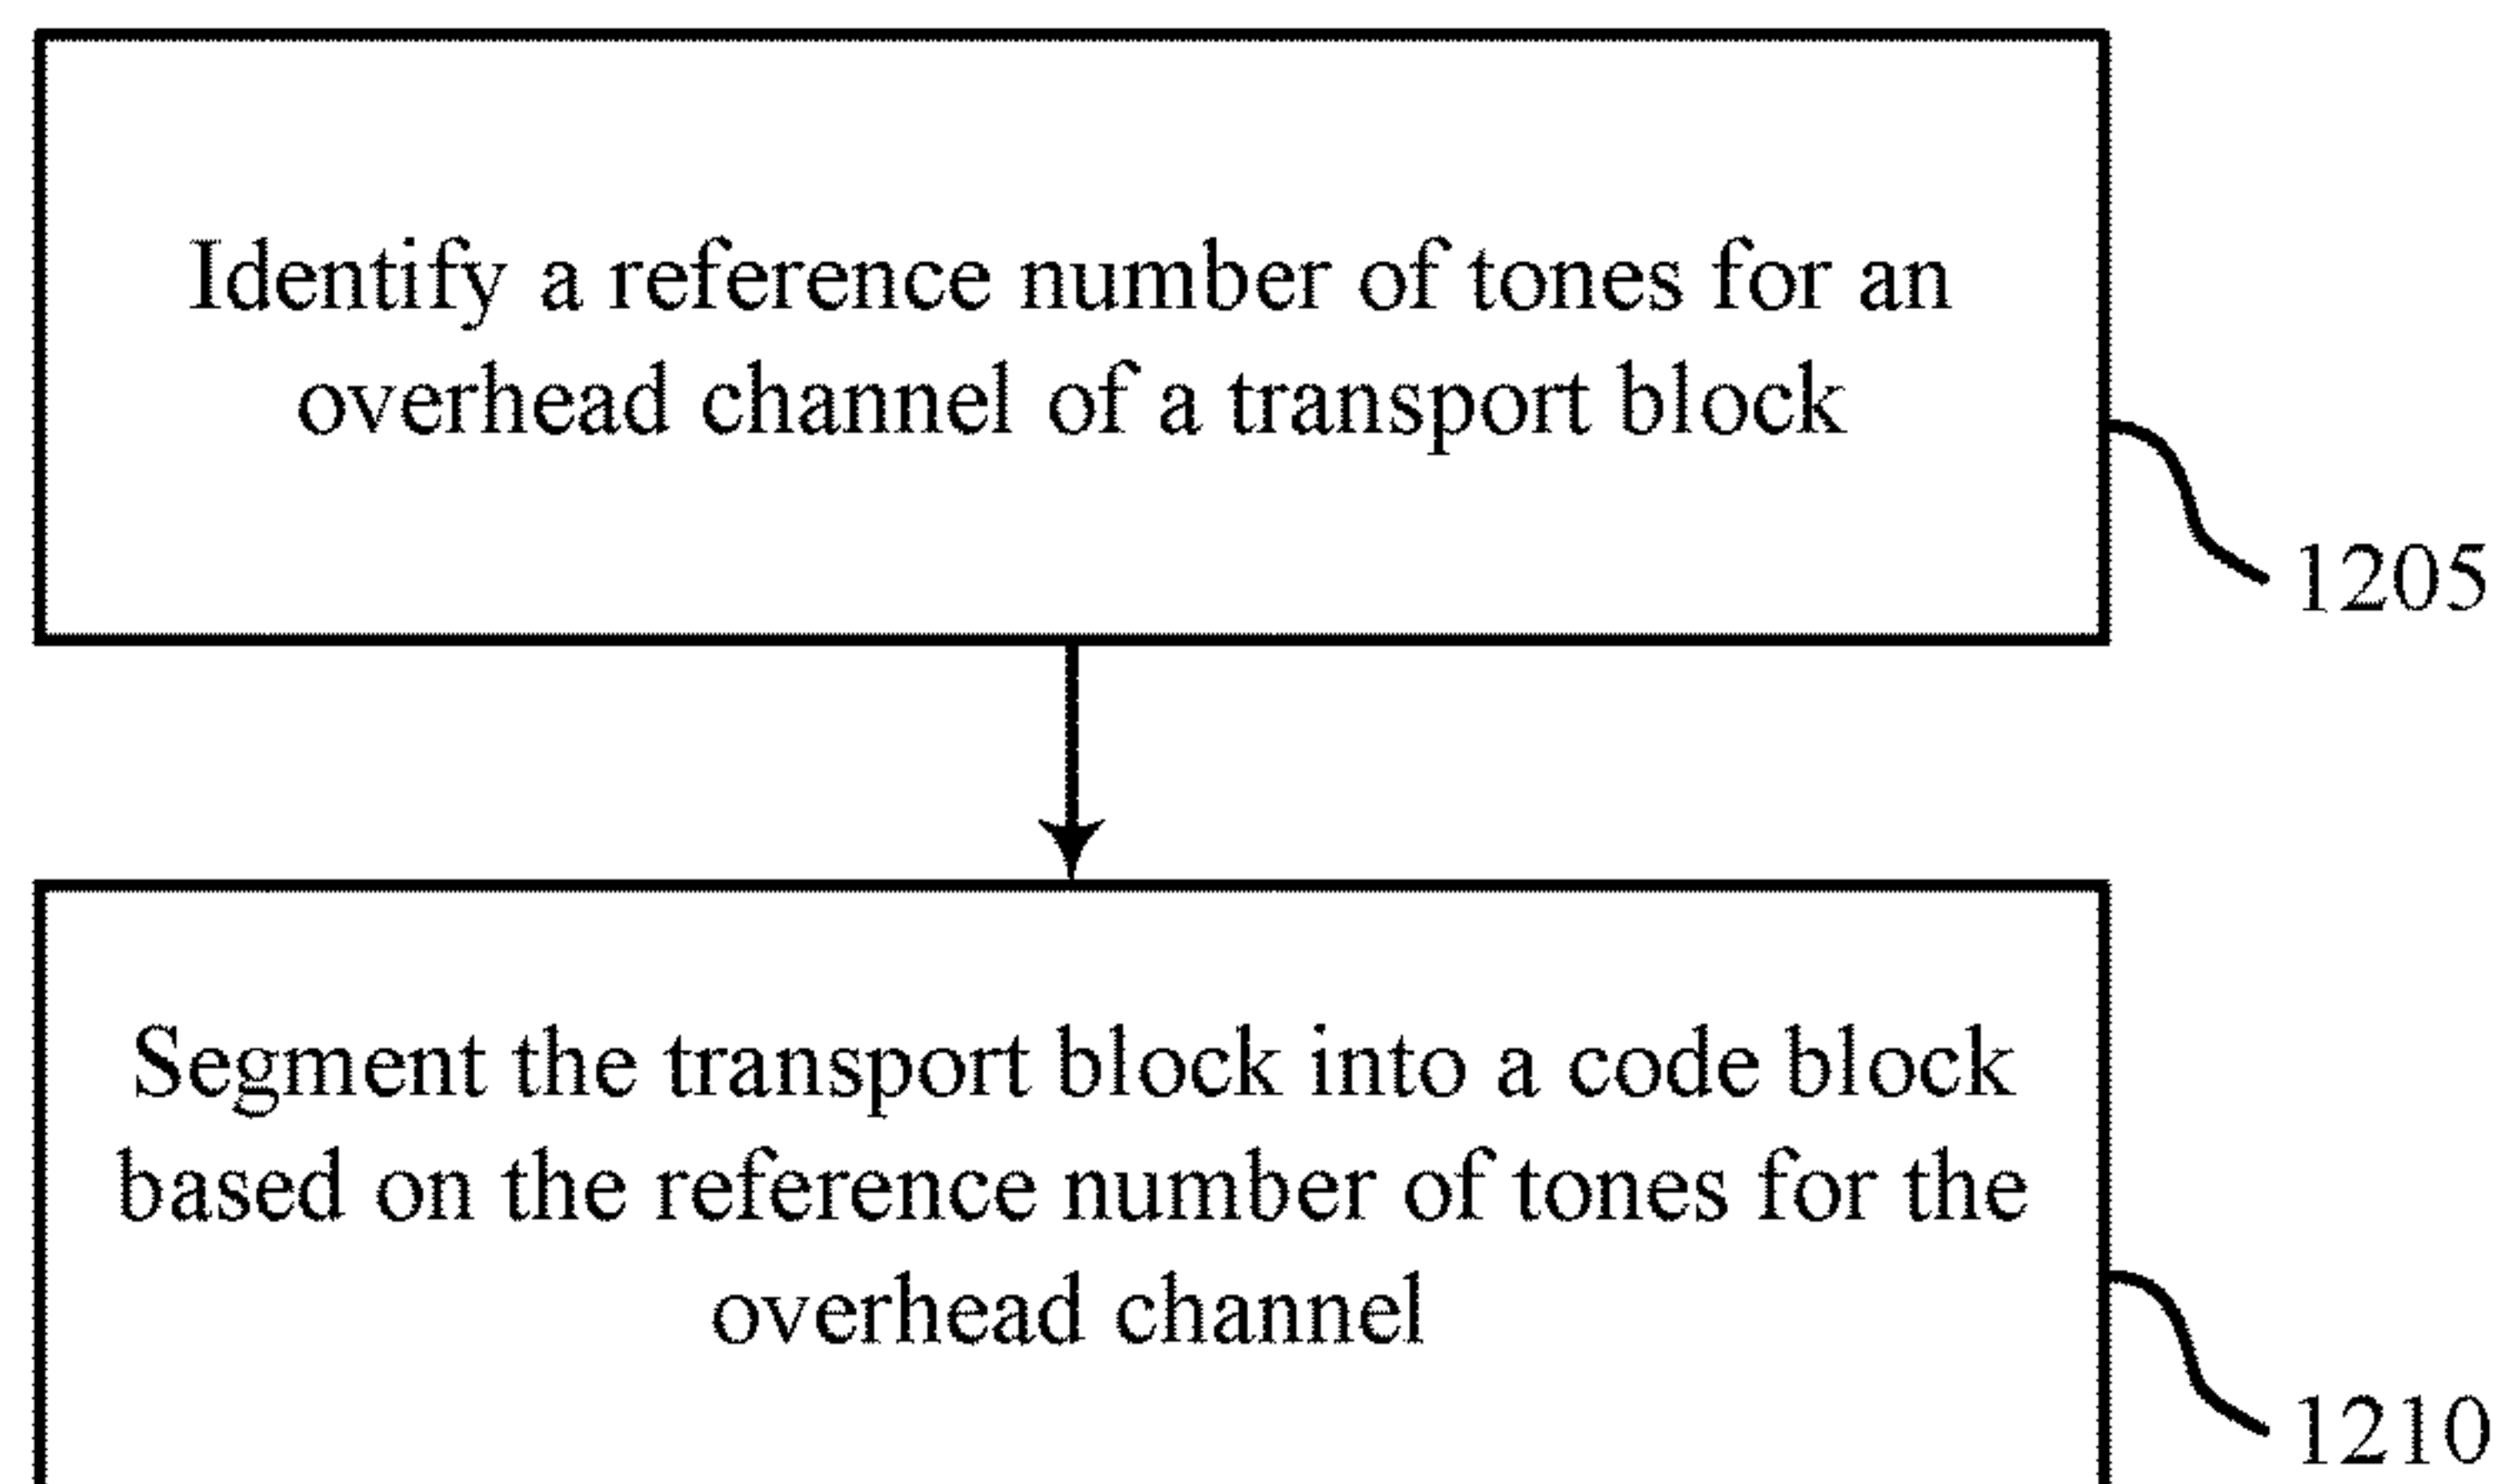 Identify a reference number of tones for an
overhead channel of a transport block
1205
Segment the transport block into a code block
based on the reference number of tones for the
overhead channel
1210